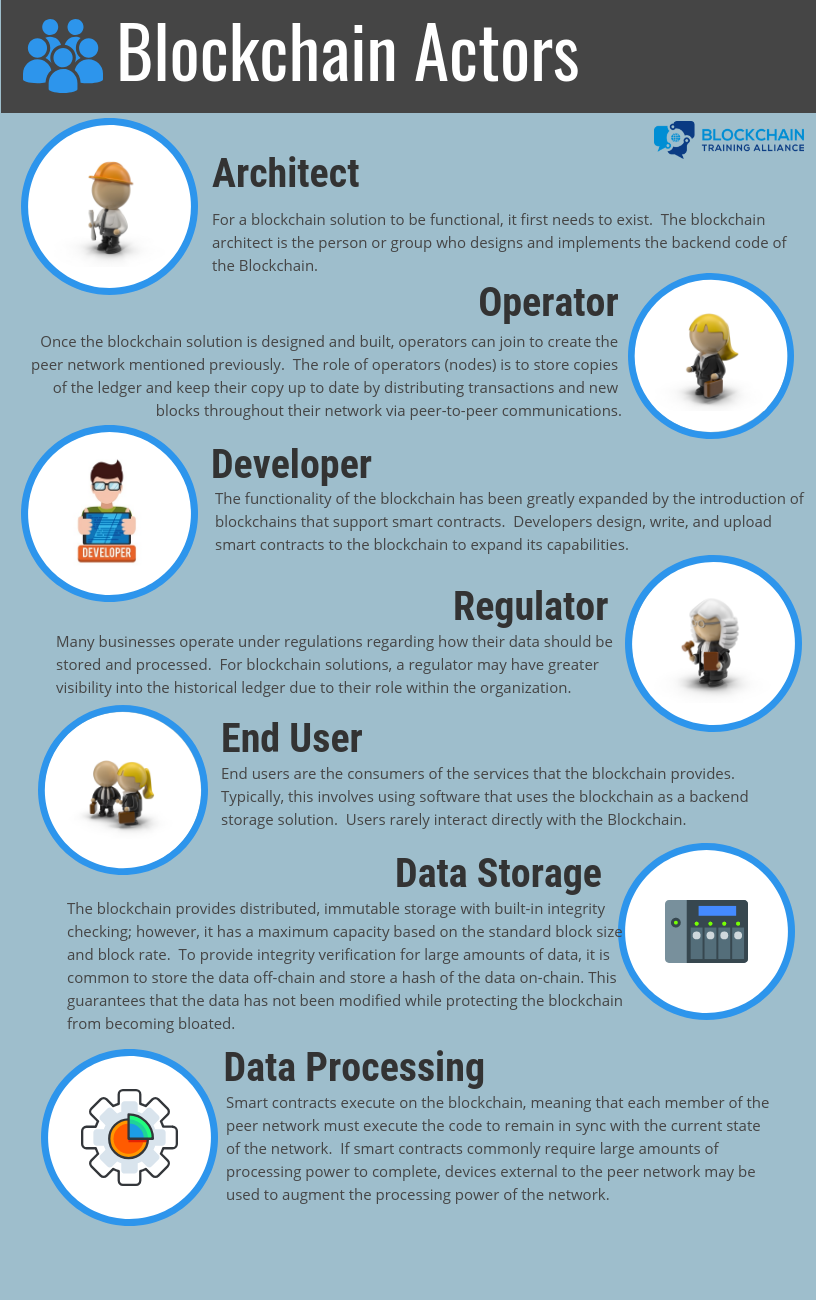 Blockchain Actors
BLOCKCHAIN
TRAINING ALLIANCE
Architect
For a blockchain solution to be functional, it first needs to exist.  The blockchain
architect is the person or group who designs and implements the backend code of
the Blockchain.
Operator
Once the blockchain solution is designed and built, operators can join to create the
peer network mentioned previously.  The role of operators (nodes) is to store copies
of the ledger and keep their copy up to date by distributing transactions and new
blocks throughout their network via peer-to-peer communications.
Developer
The functionality of the blockchain has been greatly expanded by the introduction of
blockchains that support smart contracts.  Developers design, write, and upload
smart contracts to the blockchain to expand its capabilities.
DEVELOPER
Regulator
Many businesses operate under regulations regarding how their data should be
stored and processed.  For blockchain solutions, a regulator may have greater
visibility into the historical ledger due to their role within the organization.
End User
End users are the consumers of the services that the blockchain provides.
Typically, this involves using software that uses the blockchain as a backend
storage solution.  Users rarely interact directly with the Blockchain.
Data Storage
The blockchain provides distributed, immutable storage with built-in integrity
checking; however, it has a maximum capacity based on the standard block size
and block rate.  To provide integrity verification for large amounts of data, it is
common to store the data off-chain and store a hash of the data on-chain. This
guarantees that the data has not been modified while protecting the blockchain
from becoming bloated.
Data Processing
Smart contracts execute on the blockchain, meaning that each member of the
peer network must execute the code to remain in sync with the current state
of the network.  If smart contracts commonly require large amounts of
processing power to complete, devices external to the peer network may be
used to augment the processing power of the network.